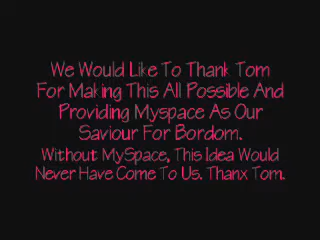 We Would Like To Thank Tom
For Making This All Possible And
Providing Myspace As Our
Saviour For Bordom.
Without MySpace, This Idea Would
Never Have Come To Us. Thanx Tom.